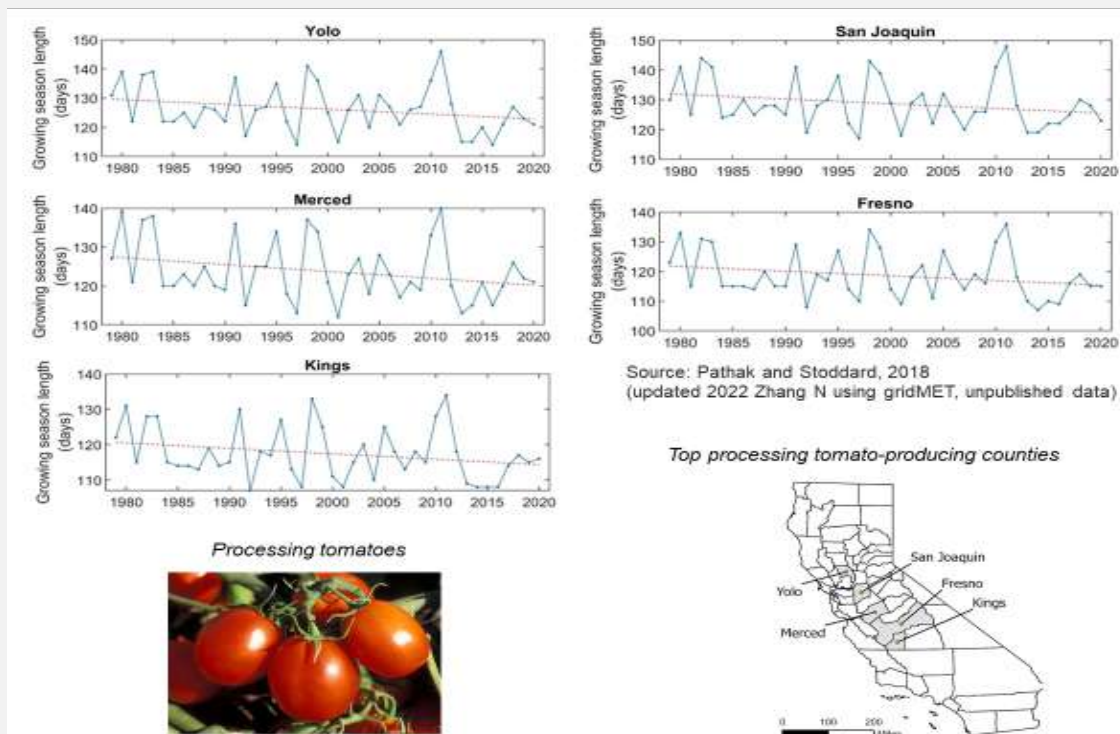 Yolo
Growing season length
(days)
150
140
130
120
110
1980 1985 1990 1995 2000 2005 2010 2015 2020
San Joaquin
Growing season length
(days)
150
140
130
120
110
1980 1985 1990 1995 2000 2005 2010 2015 2020
Merced
Growing season length
(days)
140
130
120
110
1980 1985 1990 1995 2000 2005 2010 2015 2020
Fresno
Growing season length
(days)
140
130
120
110
100
1980 1985 1990 1995 2000 2005 2010 2015 2020
Kings
Growing season length
(days)
140
130
120
110
1980 1985 1990 1995 2000 2005 2010 2015 2020
Source: Pathak and Stoddard, 2018
(updated 2022 Zhang N using gridMET, unpublished data)
Top processing tomato-producing counties
San Joaquin
Fresno
Yolo
Kings
Merced
0 100 200
Processing tomatoes